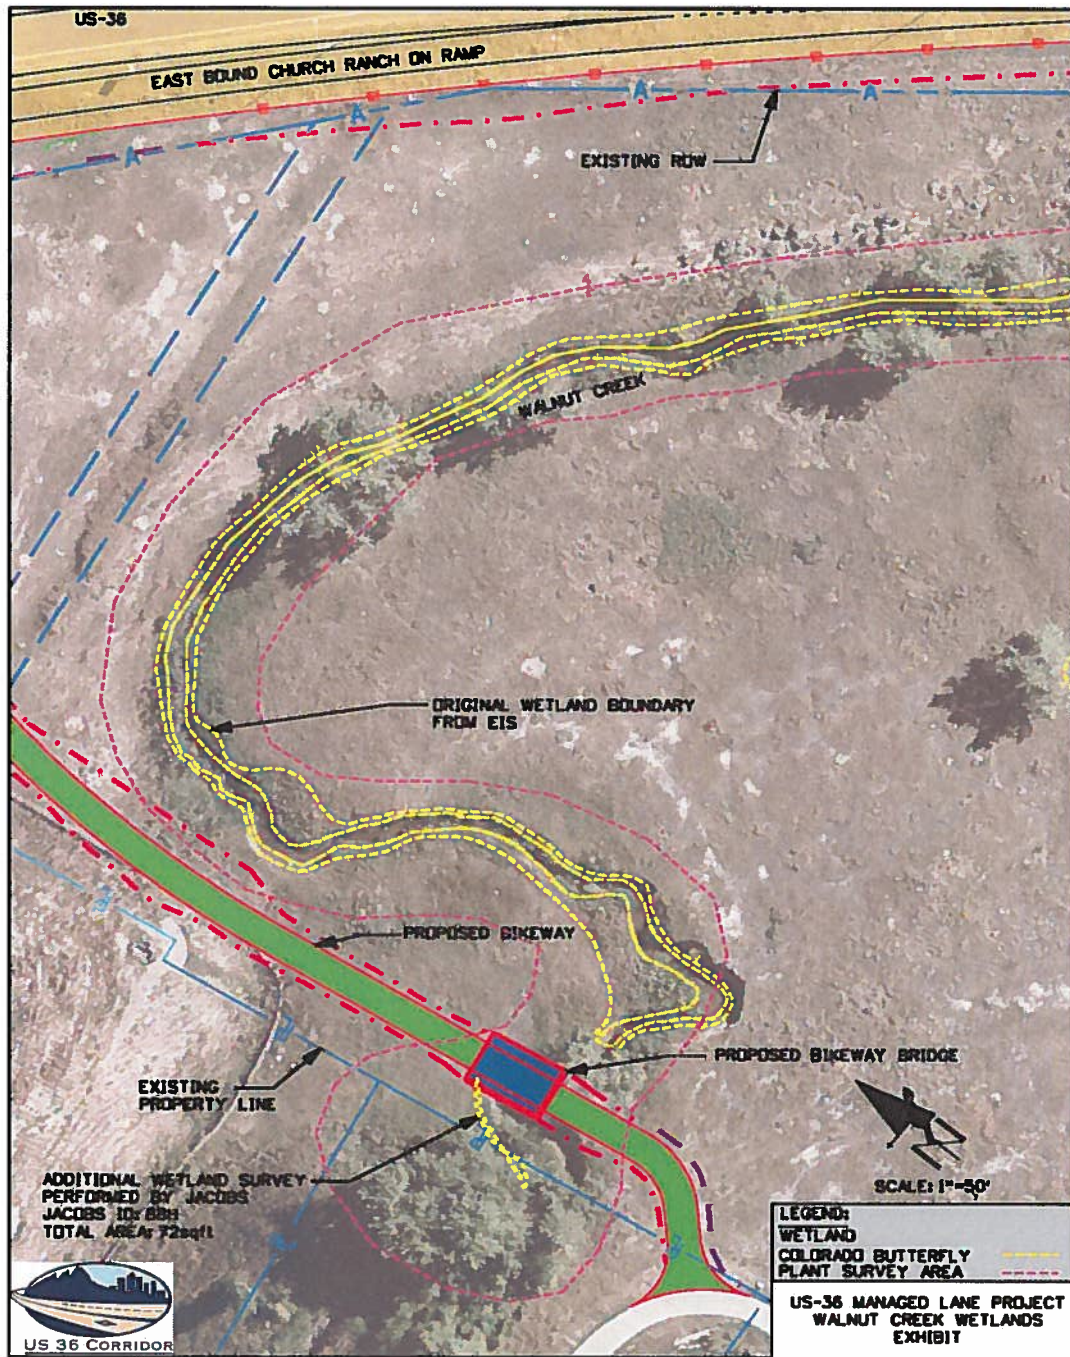 US-36
EAST BOUND CHURCH RANCH ON RAMP
A
A
A
A
EXISTING ROW
WALNUT CREEK
ORIGINAL WETLAND BOUNDARY
FROM EIS
PROPOSED BIKEWAY
PROPOSED BIKEWAY BRIDGE
EXISTING
PROPERTY LINE
ADDITIONAL WETLAND SURVEY
PERFORMED BY JACOBS
JACOBS ID:
TOTAL AREA: 72sqft
SCALE: 1"=50'
LEGEND:
WETLAND
COLORADO BUTTERFLY
PLANT SURVEY AREA
US-36 MANAGED LANE PROJECT
WALNUT CREEK WETLANDS
EXHIBIT
US 36 CORRIDOR